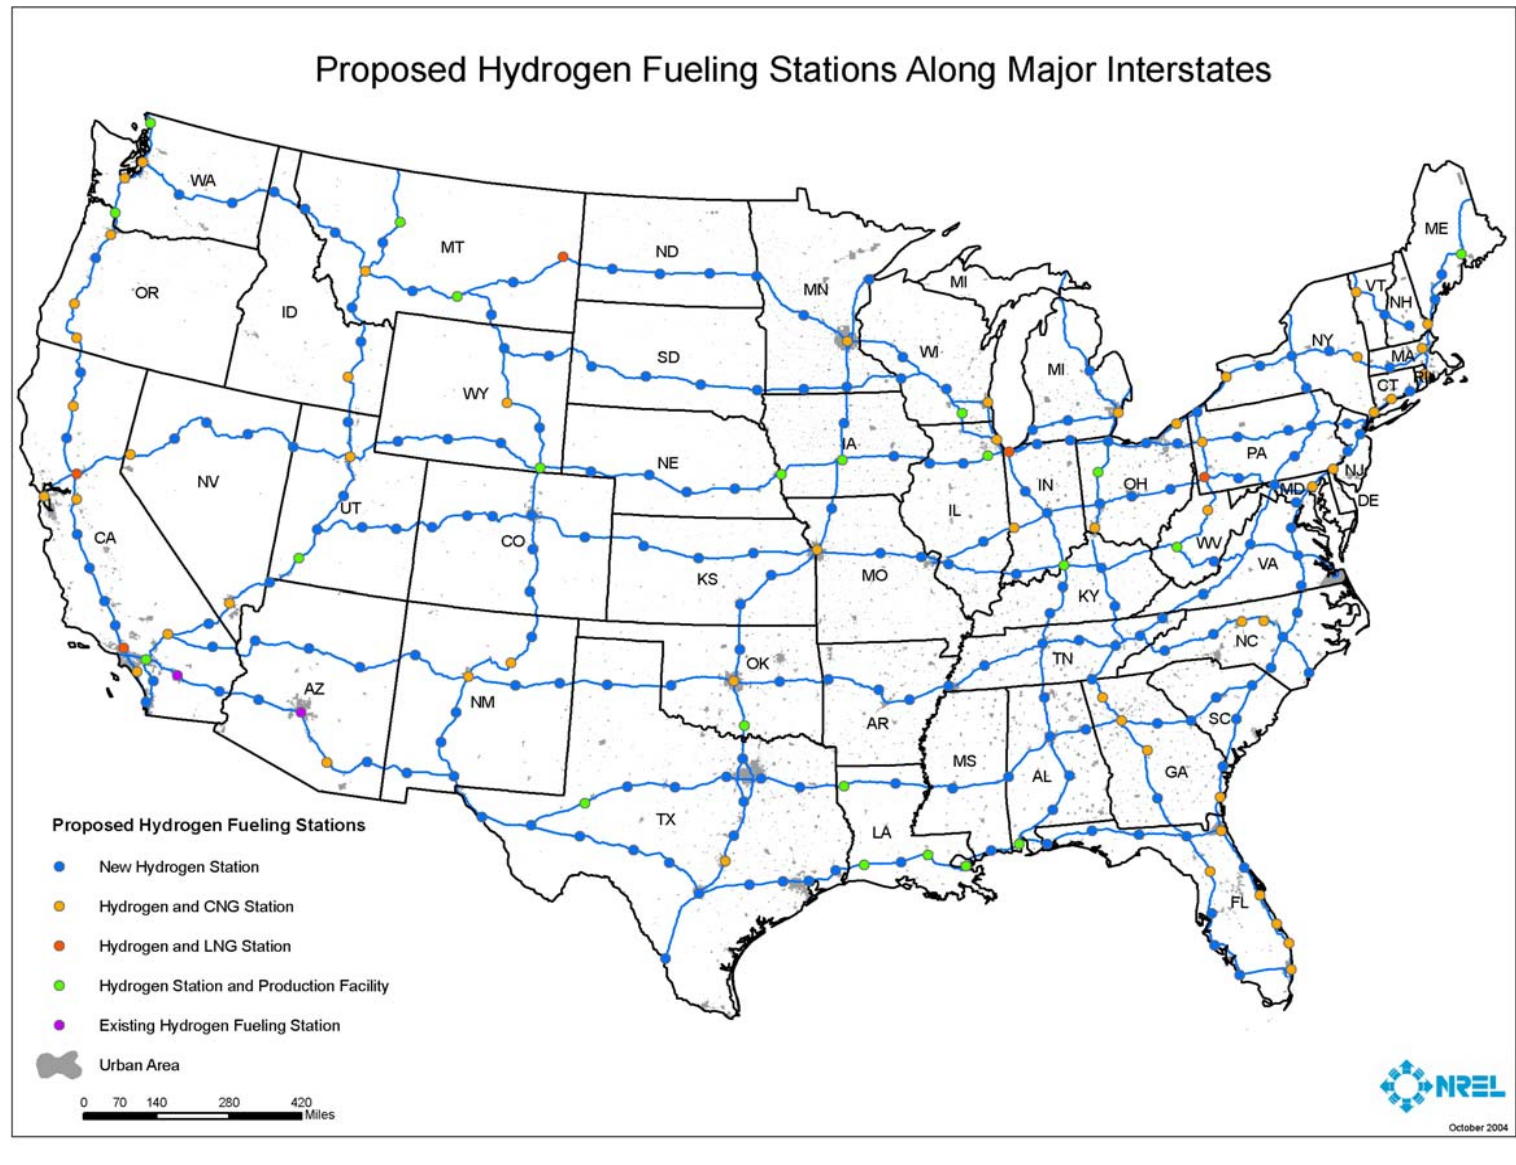 Proposed Hydrogen Fueling Stations Along Major Interstates
WA
MT
ND
MN
MI
ME
VT
NH
OR
ID
SD
WI
MI
NY
MA
CT
RI
WY
IA
NE
PA
NJ
NV
UT
CO
IL
IN
OH
MD
DE
CA
KS
MO
WV
VA
KY
NC
TN
OK
AZ
NM
AR
SC
MS
AL
GA
TX
LA
FL
Proposed Hydrogen Fueling Stations
New Hydrogen Station
Hydrogen and CNG Station
Hydrogen and LNG Station
Hydrogen Station and Production Facility
Existing Hydrogen Fueling Station
Urban Area
0 70 140 280 420
Miles
NREL
October 2004